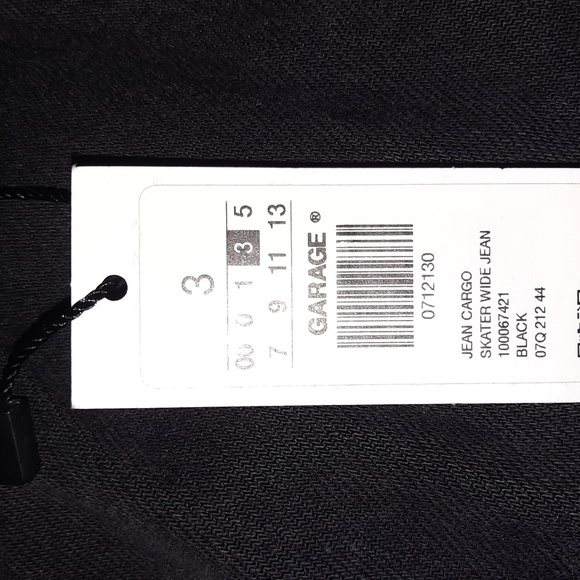 3
00 0 1 3 5
7 9 11 13
GARAGE ®
0712130
JEAN CARGO
SKATER WIDE JEAN
100067421
BLACK
07Q 212 44